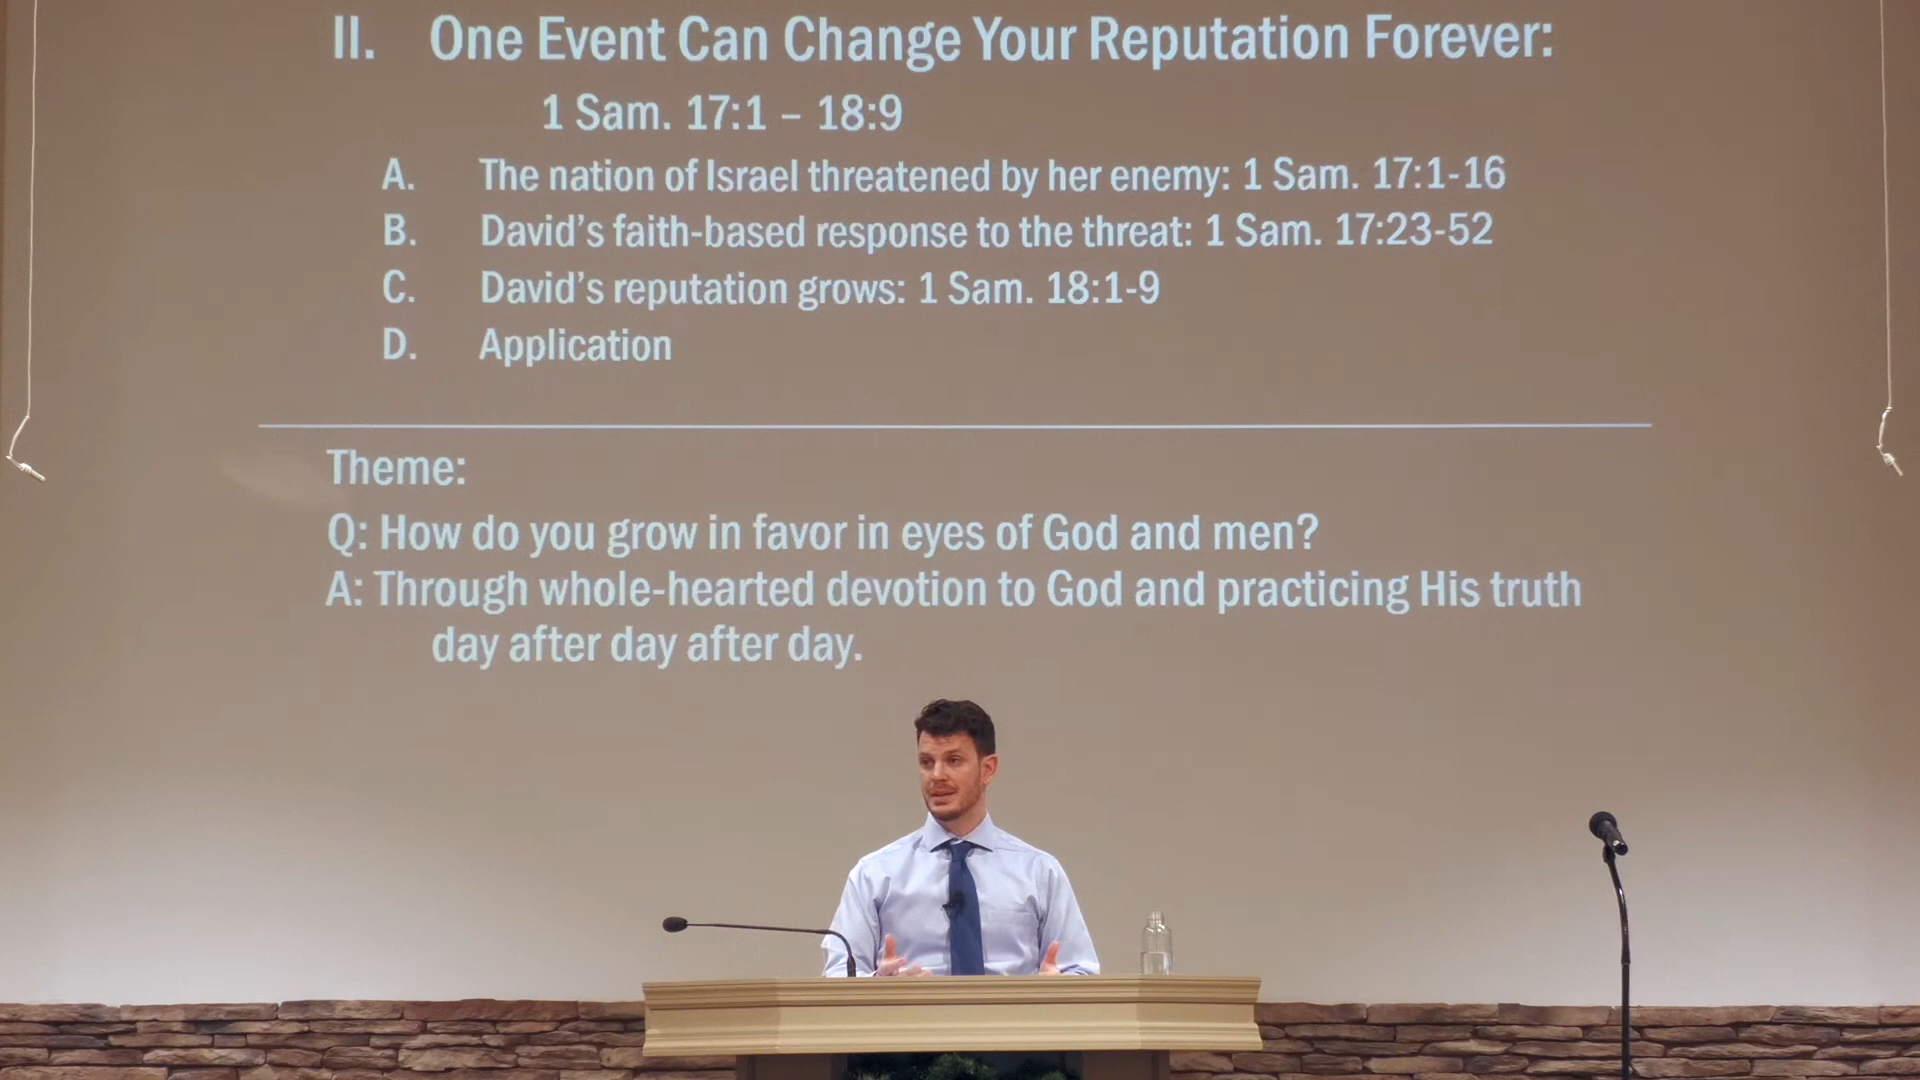 II. One Event Can Change Your Reputation Forever:
1 Sam. 17:1 – 18:9
A. The nation of Israel threatened by her enemy: 1 Sam. 17:1-16
B. David’s faith-based response to the threat: 1 Sam. 17:23-52
C. David’s reputation grows: 1 Sam. 18:1-9
D. Application
Theme:
Q: How do you grow in favor in eyes of God and men?
A: Through whole-hearted devotion to God and practicing His truth
day after day after day.